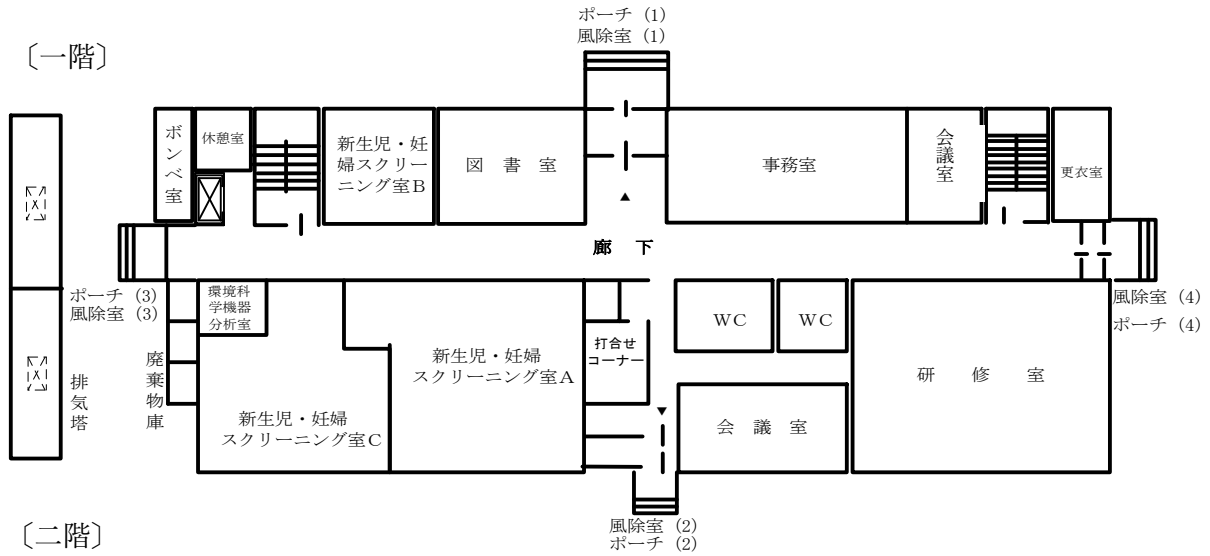 ポーチ (1)
風除室 (1)
〔一階〕
ボンベ室
休憩室
新生児・妊
婦スクリー
ニング室B
図 書 室
事務室
会議室
更衣室
廊 下
ポーチ (3)
風除室 (3)
環境科
学機器
分析室
WC
WC
風除室 (4)
ポーチ (4)
打合せ
コーナー
新生児・妊婦
スクリーニング室A
研 修 室
排気塔
廃棄物庫
新生児・妊婦
スクリーニング室C
会 議 室
風除室 (2)
ポーチ (2)
〔二階〕